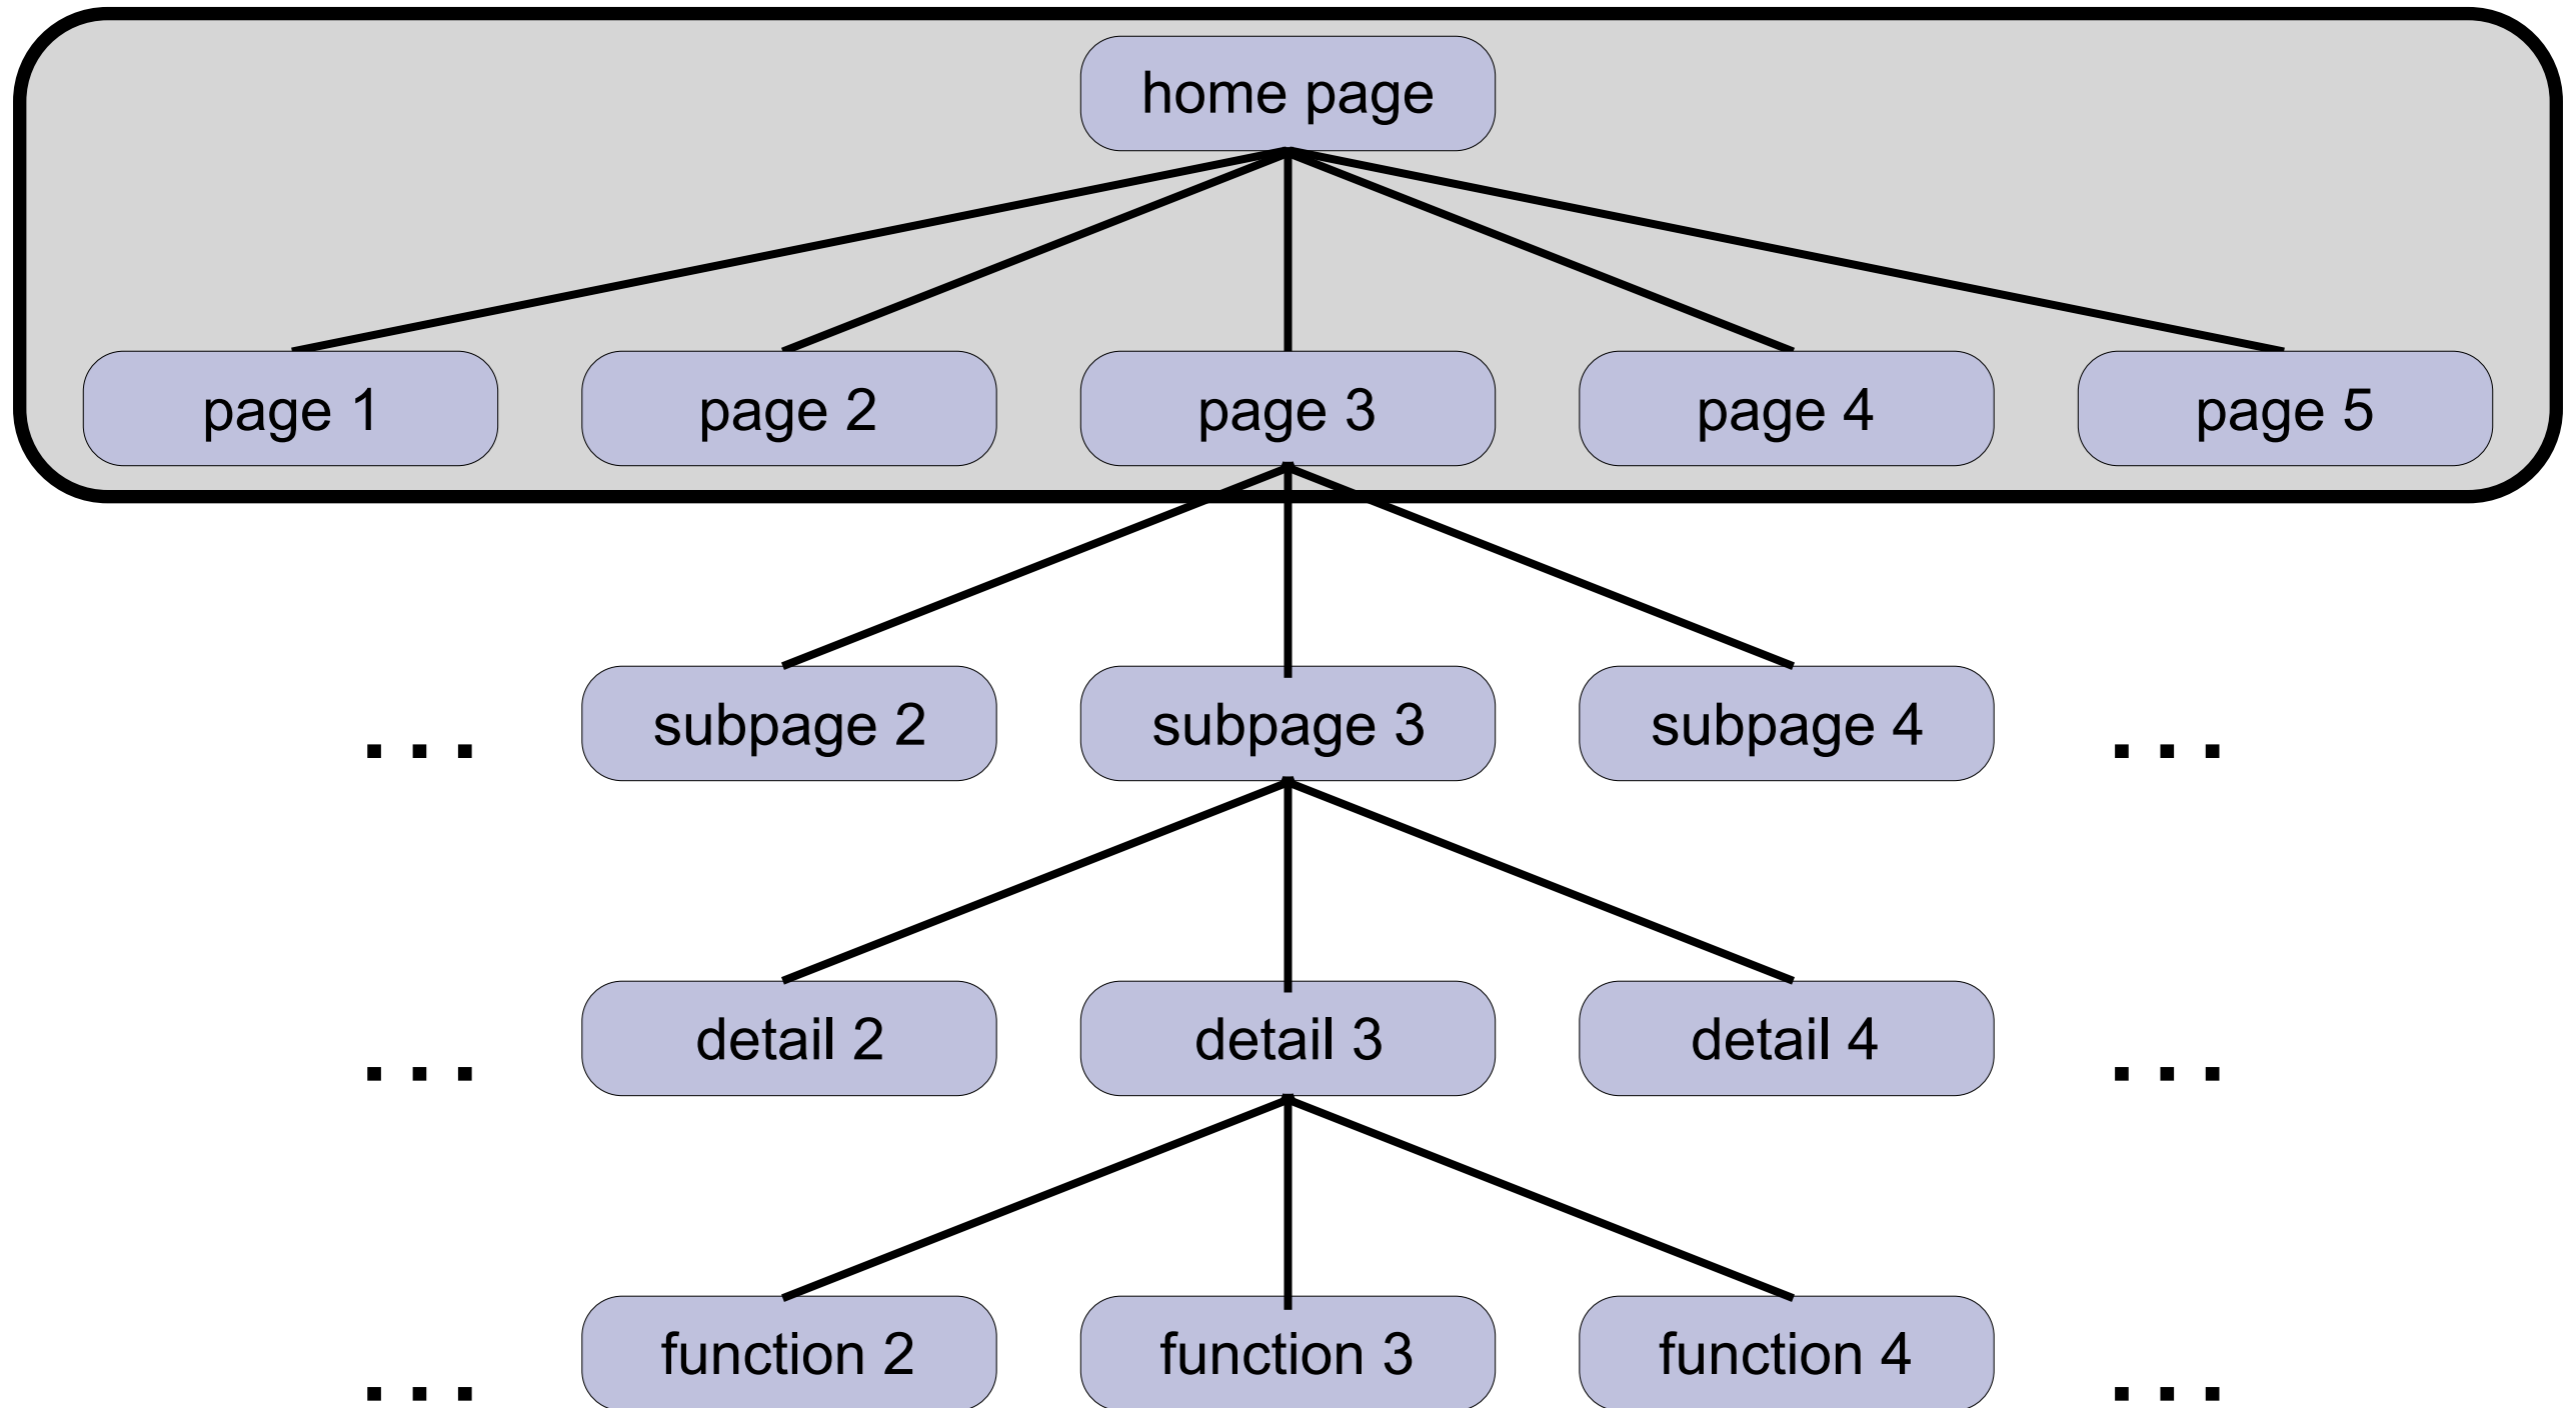 home page
page 1 page 2 page 3 page 4 page 5
... subpage 2 subpage 3 subpage 4 ...
... detail 2 detail 3 detail 4 ...
... function 2 function 3 function 4 ...